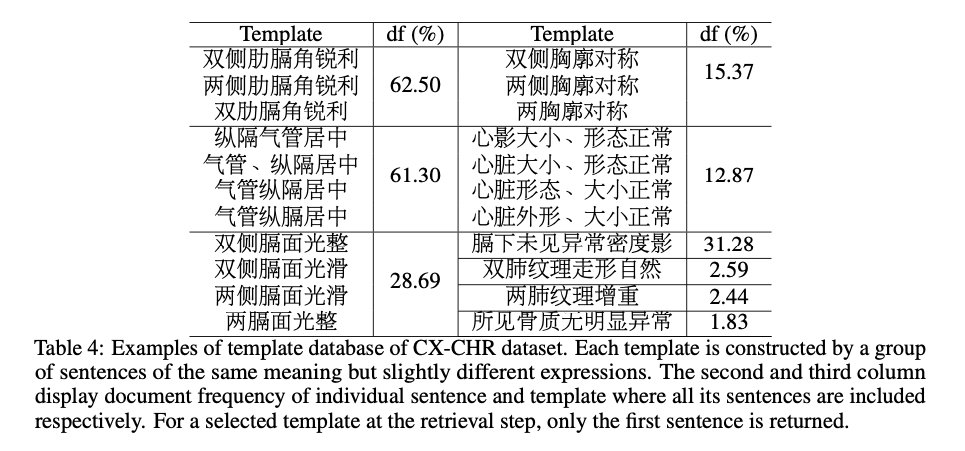 Template df (%) Template df (%)
双侧肋膈角锐利 双侧胸廓对称
两侧肋膈角锐利 62.50 两侧胸廓对称 15.37
双肋膈角锐利 两胸廓对称
纵隔气管居中 心影大小、形态正常
气管、纵隔居中 心脏大小、形态正常
气管纵隔居中 61.30 心脏形态、大小正常 12.87
气管纵膈居中 心脏外形、大小正常
双侧膈面光整 膈下未见异常密度影 31.28
双侧膈面光滑 28.69 双肺纹理走形自然 2.59
两侧膈面光滑 两肺纹理增重 2.44
两膈面光整 所见骨质无明显异常 1.83
Table 4: Examples of template database of CX-CHR dataset. Each template is constructed by a group
of sentences of the same meaning but slightly different expressions. The second and third column
display document frequency of individual sentence and template where all its sentences are included
respectively. For a selected template at the retrieval step, only the first sentence is returned.